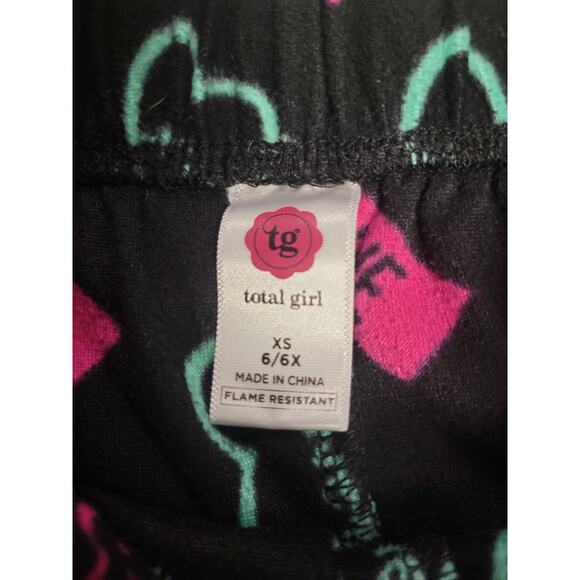 tg
total girl
XS
6/6X
MADE IN CHINA
FLAME RESISTANT